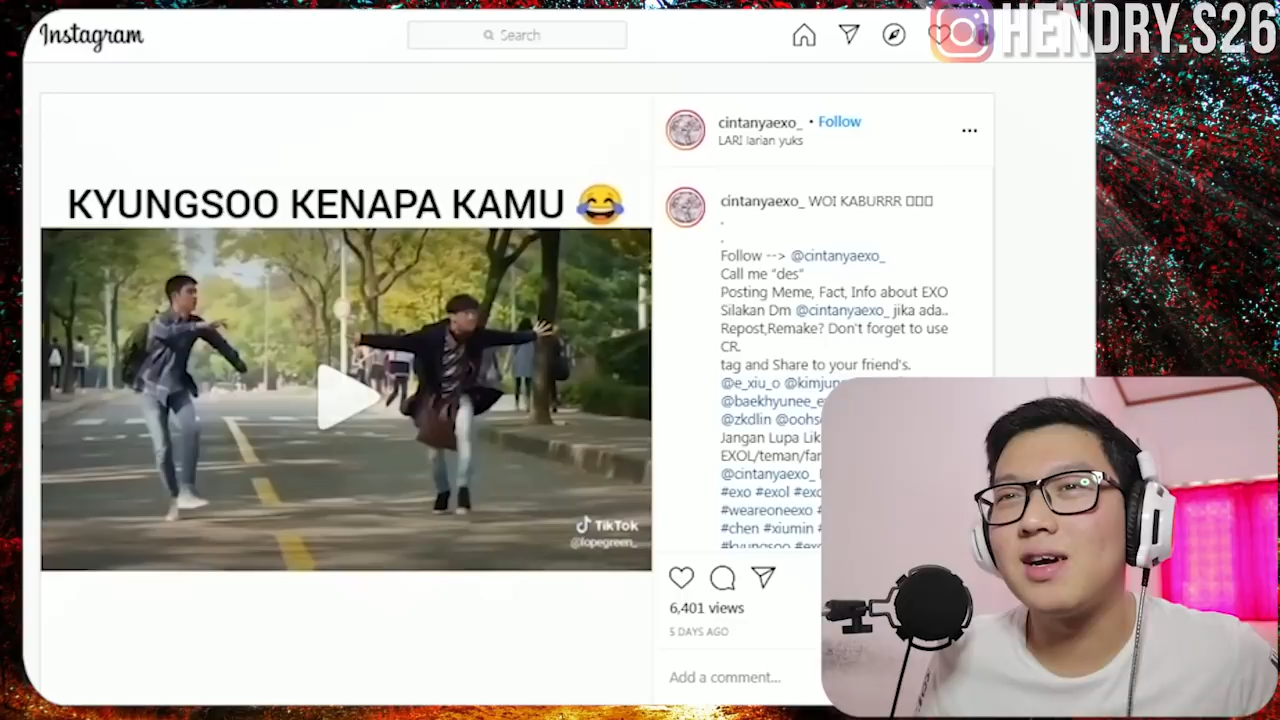 Instagram
Search
HENDRY.S26
cintanyaexo_ • Follow
LARI larian yuks
KYUNGSOO KENAPA KAMU 😂
cintanyaexo_ WOI KABURRR
.
.
Follow --> @cintanyaexo_
Call me "des"
Posting Meme, Fact, Info about EXO
Silakan Dm @cintanyaexo_ jika ada..
Repost,Remake? Don't forget to use
CR.
tag and Share to your friend's.
@e_xiu_o
@zkdlin
Jangan Lupa
@cintanyaexo_
#exo #exol
#weareoneexo
#chen #xiumin
#kyungsoo
TikTok
@lopegreen_
6,401 views
5 DAYS AGO
Add a comment...